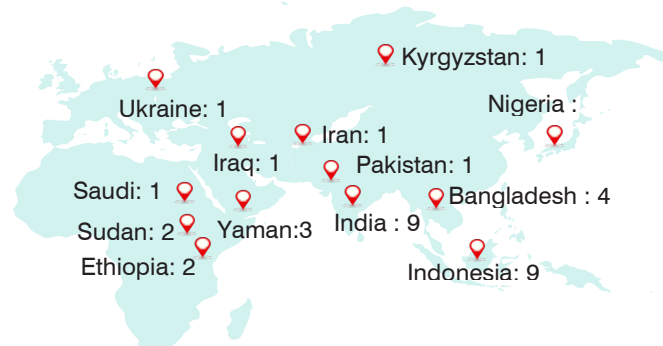 Kyrgyzstan: 1
Ukraine: 1
Nigeria :
Iran: 1
Iraq: 1
Pakistan: 1
Saudi: 1
Bangladesh : 4
India : 9
Sudan: 2
Yaman:3
Ethiopia: 2
Indonesia: 9